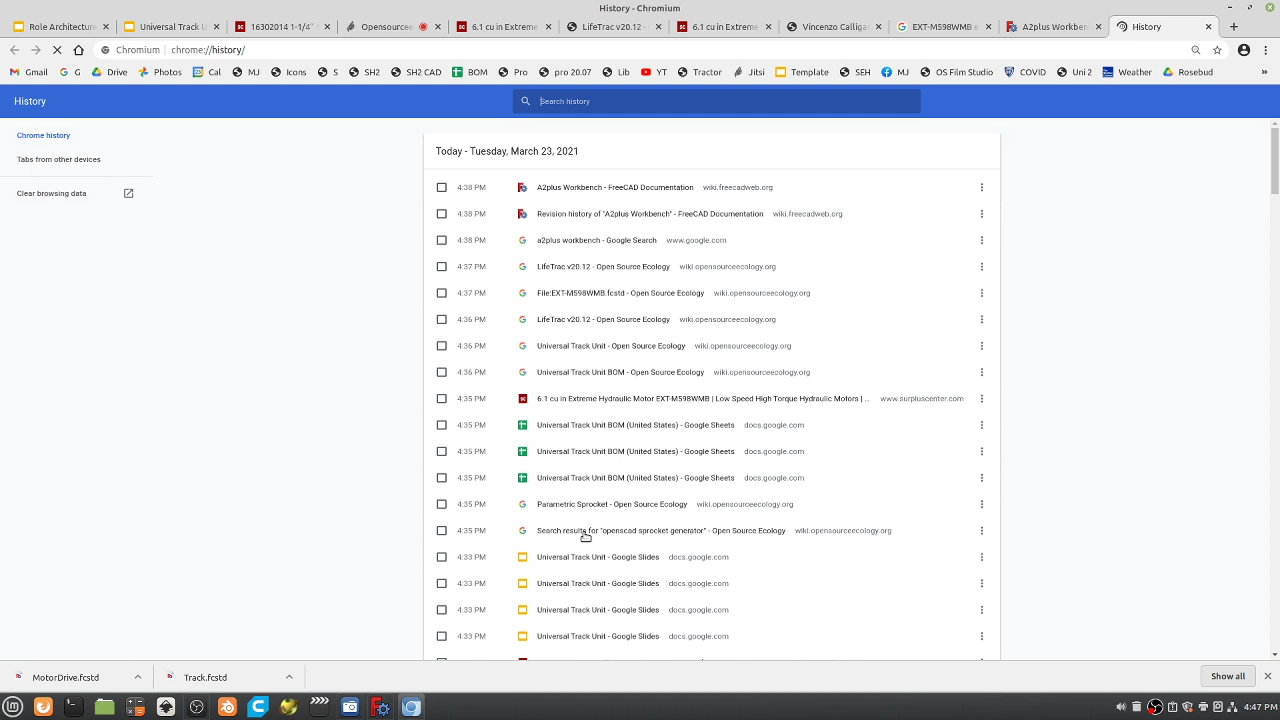 History - Chromium
Robin Track X
Universal Track U X
16302014 1-1/4" X
Opensource X
6.1 cu in Extrem X
LifeTrac v20.12 - X
6.1 cu in Extrem X
Vincenzo Calliga X
EXT-M598WMB e X
A2plus Workben X
History X
Chromium | chrome://history/
Gmail C Drive Photos Cal MJ Icons S SH2 SH2 CAD BOM Pro pro 20.07 Lib YT Tractor Jitsi Template SEH MJ OS Film Studio COVID Uni 2 Weather Rosebud »
History
Search history
Chrome history
Tabs from other devices
Clear browsing data
Today - Tuesday, March 23, 2021
4:38 PM A2plus Workbench - FreeCAD Documentation wiki.freecadweb.org
4:38 PM Revision history of "A2plus Workbench" - FreeCAD Documentation wiki.freecadweb.org
4:38 PM a2plus workbench - Google Search www.google.com
4:37 PM LifeTrac v20.12 - Open Source Ecology wiki.opensourceecology.org
4:37 PM File:EXT-M598WMB.fcstd - Open Source Ecology wiki.opensourceecology.org
4:36 PM LifeTrac v20.12 - Open Source Ecology wiki.opensourceecology.org
4:36 PM Universal Track Unit - Open Source Ecology wiki.opensourceecology.org
4:36 PM Universal Track Unit BOM - Open Source Ecology wiki.opensourceecology.org
4:35 PM 6.1 cu in Extreme Hydraulic Motor EXT-M598WMB | Low Speed High Torque Hydraulic Motors | ... www.surpluscenter.com
4:35 PM Universal Track Unit BOM (United States) - Google Sheets docs.google.com
4:35 PM Universal Track Unit BOM (United States) - Google Sheets docs.google.com
4:35 PM Universal Track Unit BOM (United States) - Google Sheets docs.google.com
4:35 PM Parametric Sprocket - Open Source Ecology wiki.opensourceecology.org
4:35 PM Search results for "openscad sprocket generator" - Open Source Ecology wiki.opensourceecology.org
4:33 PM Universal Track Unit - Google Slides docs.google.com
4:33 PM Universal Track Unit - Google Slides docs.google.com
4:33 PM Universal Track Unit - Google Slides docs.google.com
4:33 PM Universal Track Unit - Google Slides docs.google.com
MotorDrive.fcstd
Track.fcstd
Show all
4:47 PM